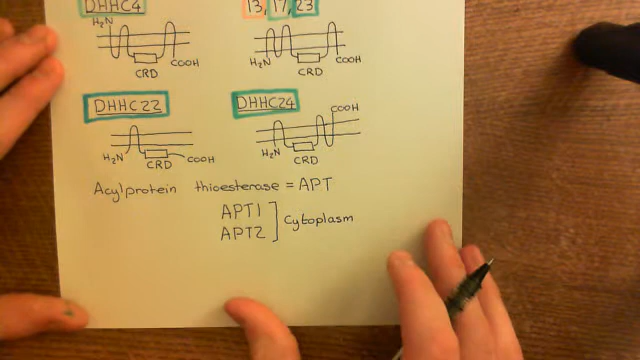 DHHC4
13, 17, 23
H₂N
COOH
CRD
H₂N
COOH
CRD
DHHC22
DHHC24
H₂N
CRD
COOH
H₂N
CRD
COOH
Acylprotein thioesterase = APT
APT1
APT2
Cytoplasm